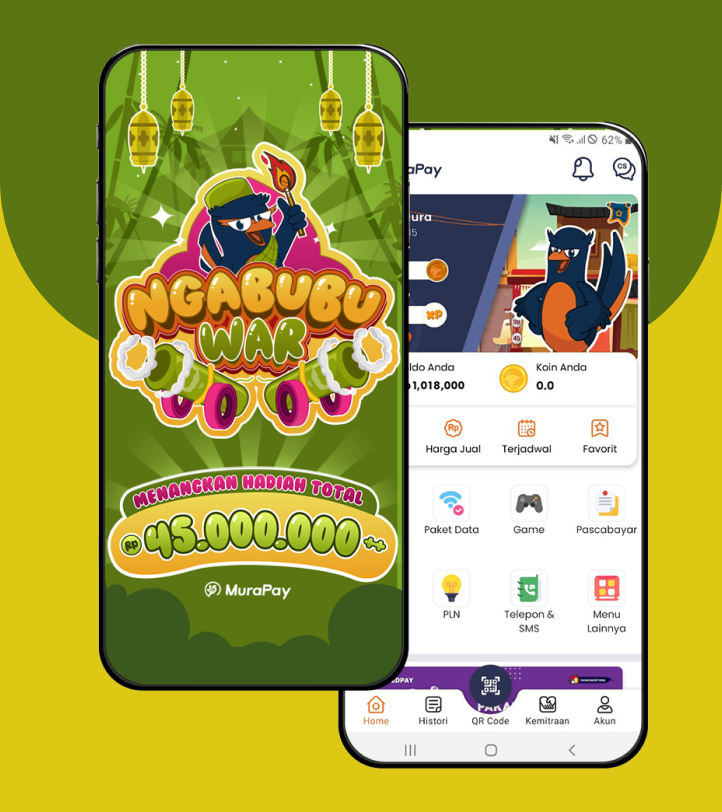 NGABUBU
WAR
MENANGKAN HADIAH TOTAL
RP 45.000.000++
MuraPay
62%
aPay
CS
ura
45
XP
ldo Anda
1,018,000
Koin Anda
0.0
Rp
Harga Jual
Terjadwal
Favorit
Paket Data
Game
Pascabayar
PLN
Telepon &
SMS
Menu
Lainnya
EDPAY
Home
Histori
QR Code
Kemitraan
Akun